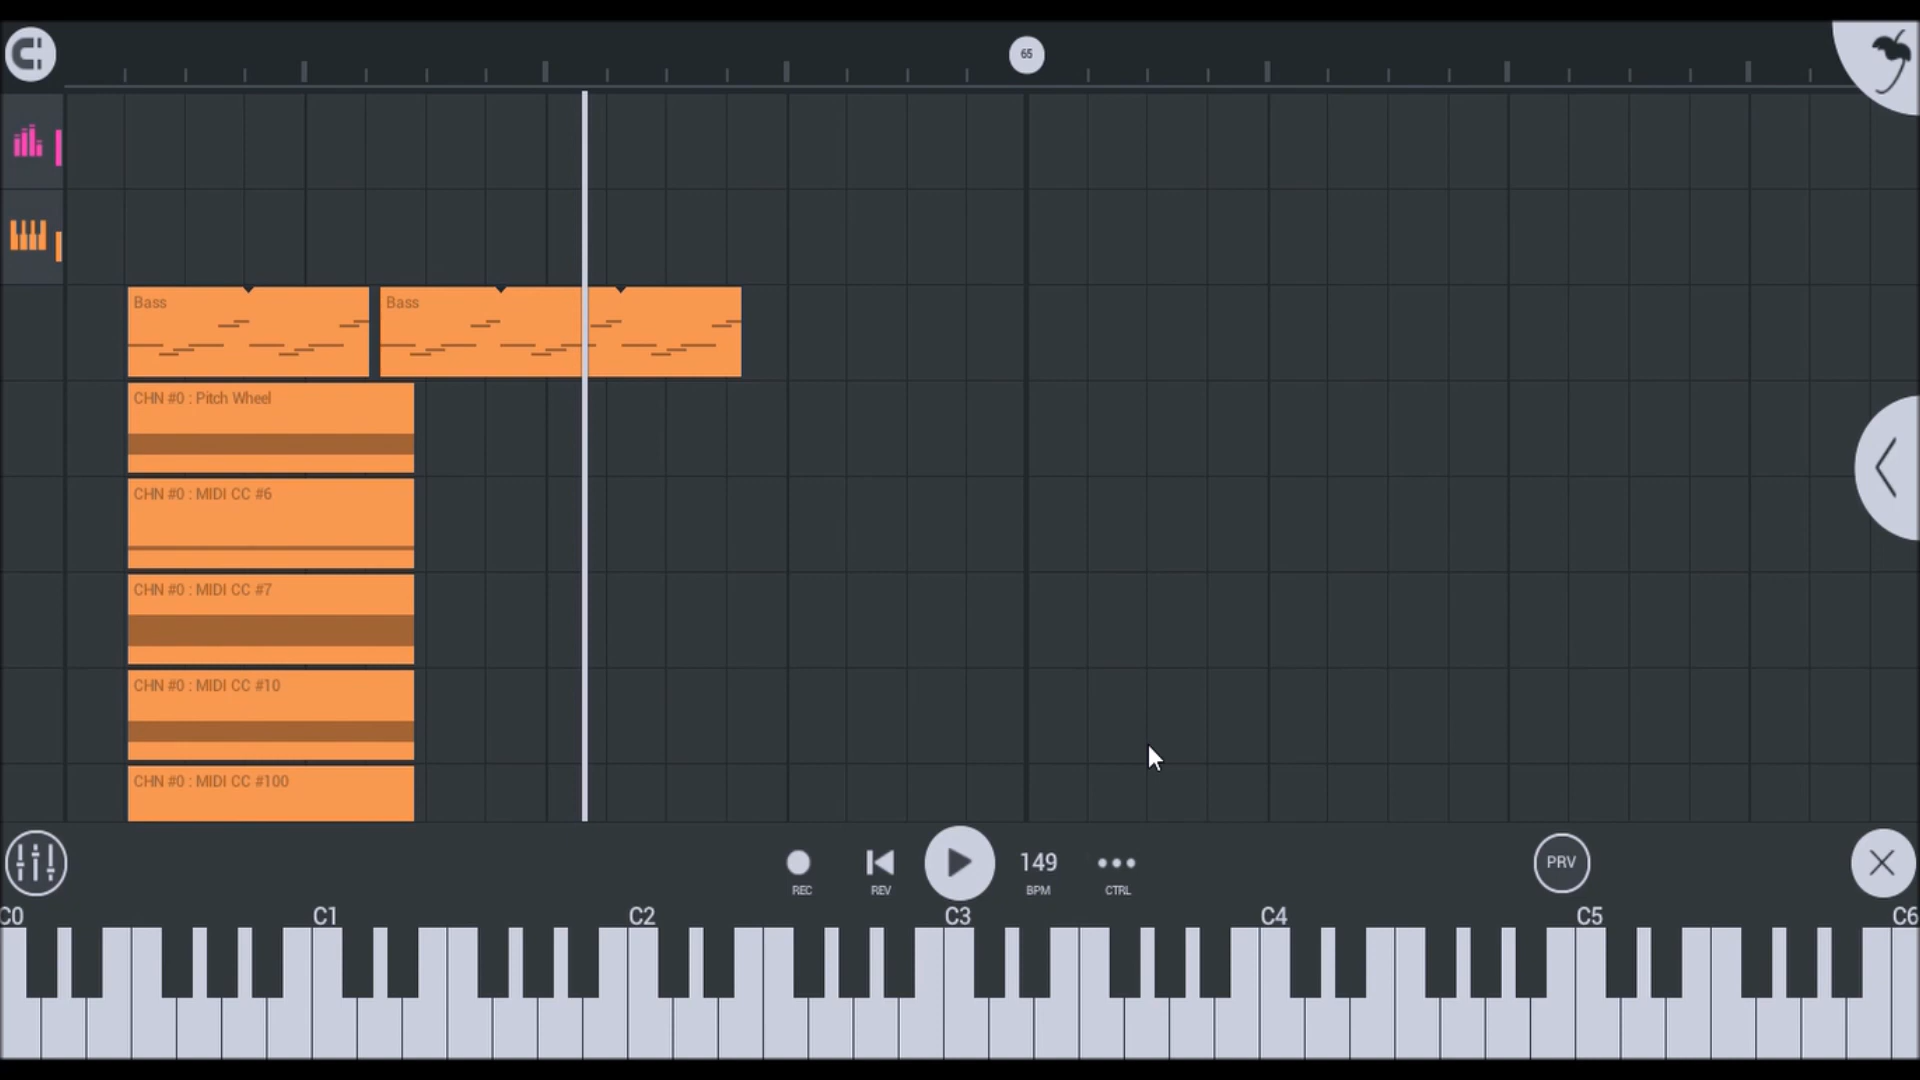 65
Bass Bass
CHN #0 : Pitch Wheel
CHN #0 : MIDI CC #6
CHN #0 : MIDI CC #7
CHN #0 : MIDI CC #10
CHN #0 : MIDI CC #100
149 PRV
REC REV BPM CTRL
C0 C1 C2 C3 C4 C5 C6